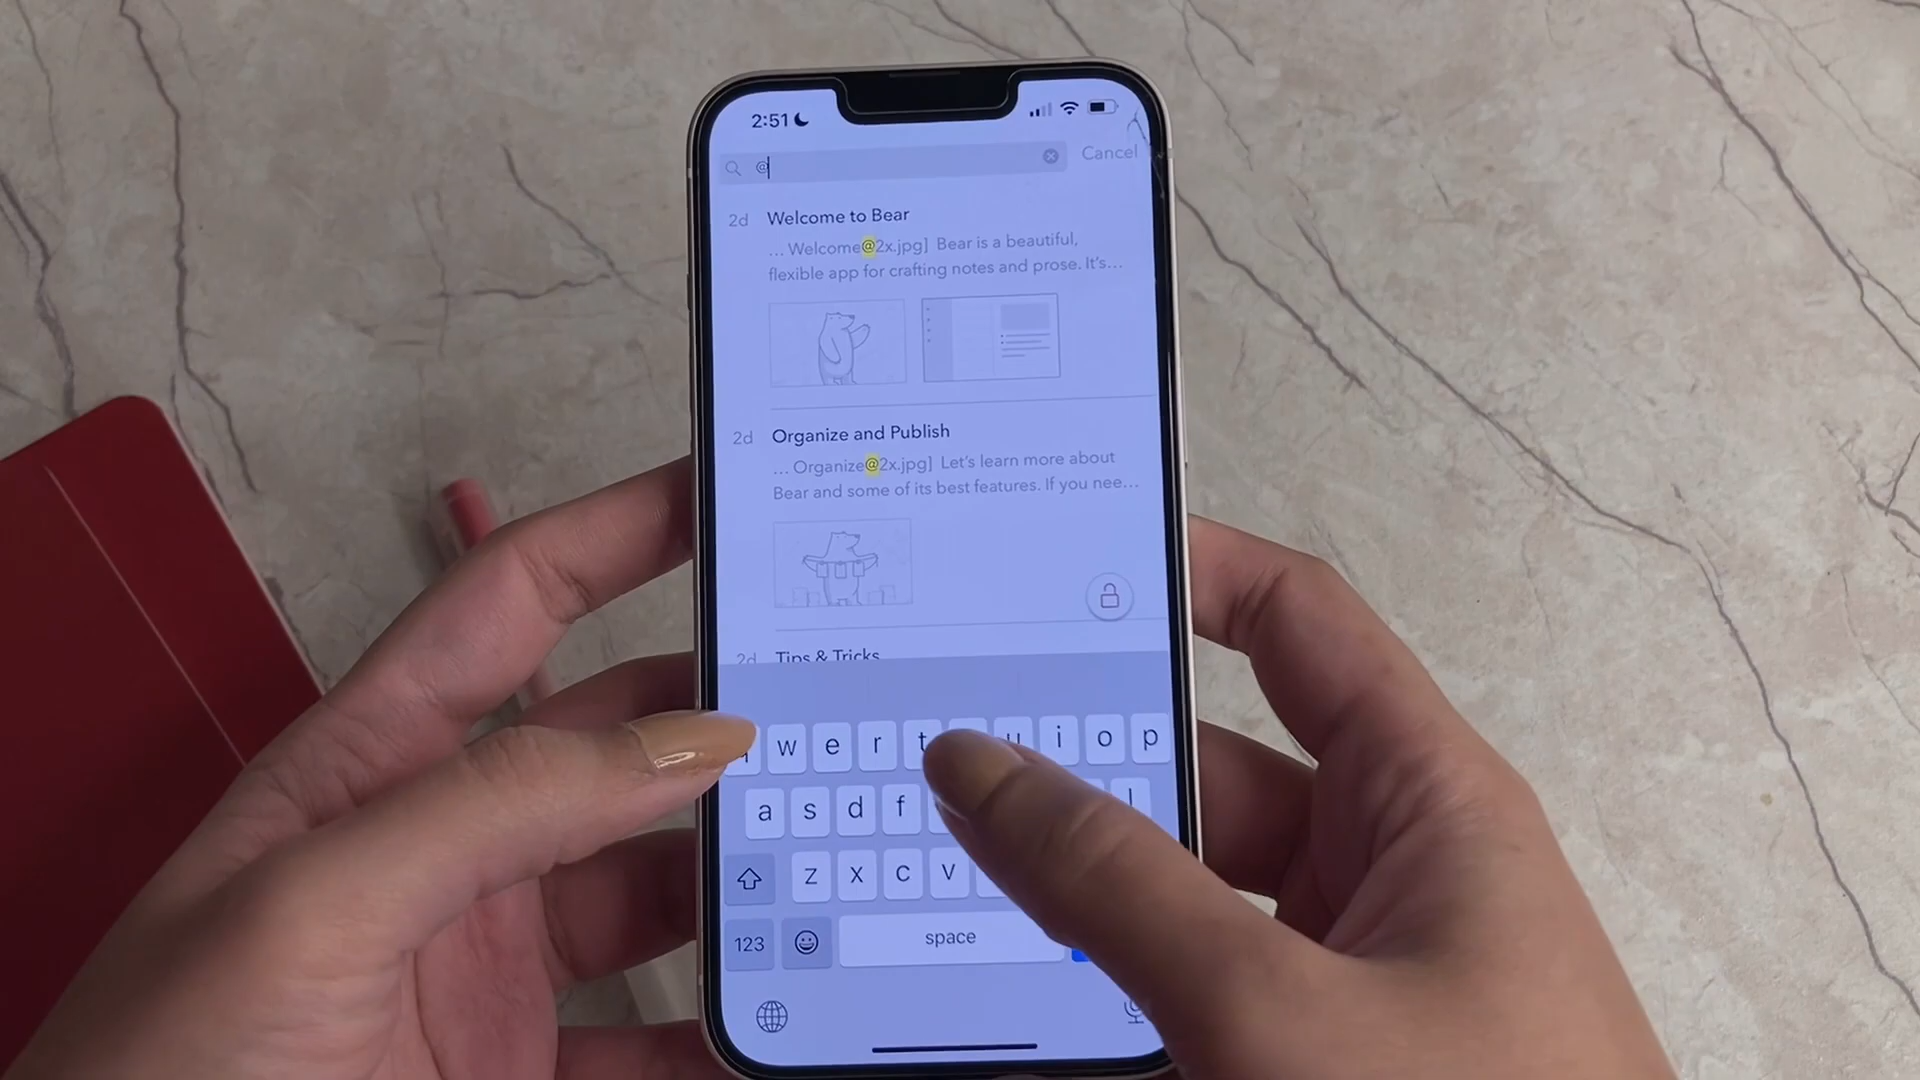 2:51
@
Cancel
2d Welcome to Bear
... Welcome@2x.jpg] Bear is a beautiful,
flexible app for crafting notes and prose. It's...
2d Organize and Publish
... Organize@2x.jpg] Let's learn more about
Bear and some of its best features. If you nee...
2d Tips & Tricks
w e r t u i o p
a s d f
z x c v
123 space